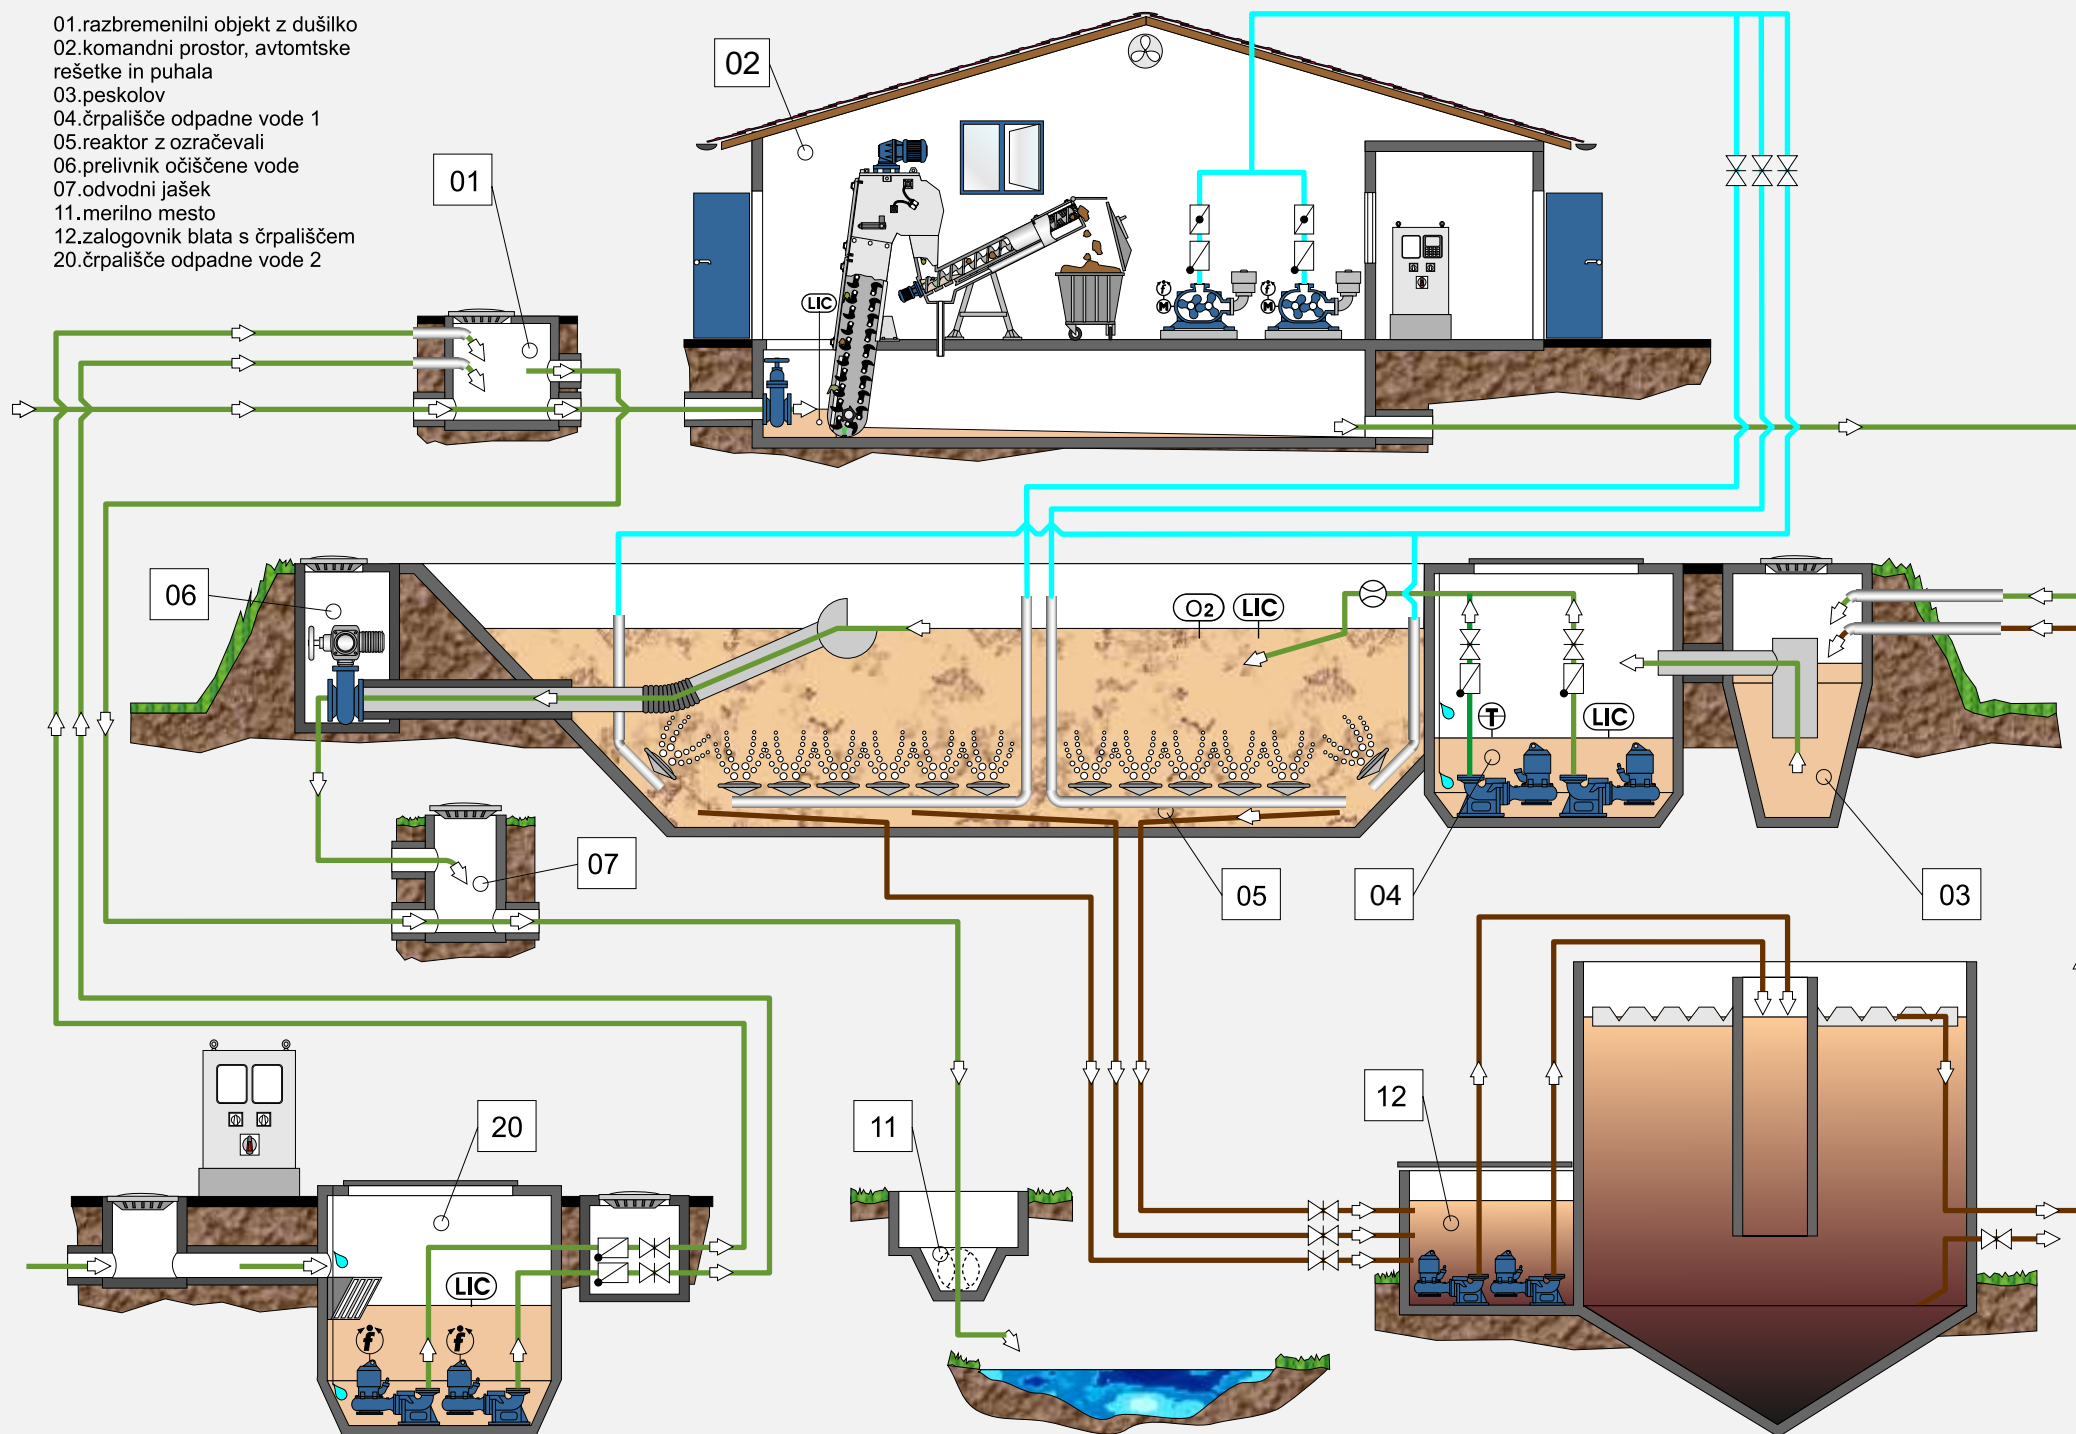 01.razbremenilni objekt z dušilko
02.komandni prostor, avtomtske
rešetke in puhala
03.peskolov
04.črpališče odpadne vode 1
05.reaktor z ozračevali
06.prelivnik očiščene vode
07.odvodni jašek
11.merilno mesto
12.zalogovnik blata s črpališčem
20.črpališče odpadne vode 2
02
01
LIC
M
M
06
O2
LIC
T
LIC
07
05
04
03
20
11
12
LIC
f
f